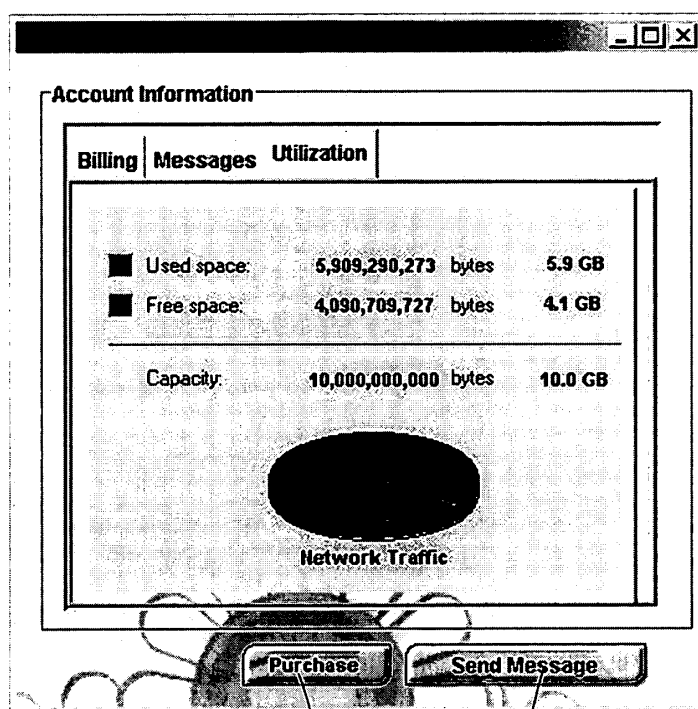 Account Information
Billing Messages Utilization
Used space: 5,909,290,273 bytes 5.9 GB
Free space: 4,090,709,727 bytes 4.1 GB
Capacity: 10,000,000,000 bytes 10.0 GB
Network Traffic
Purchase Send Message